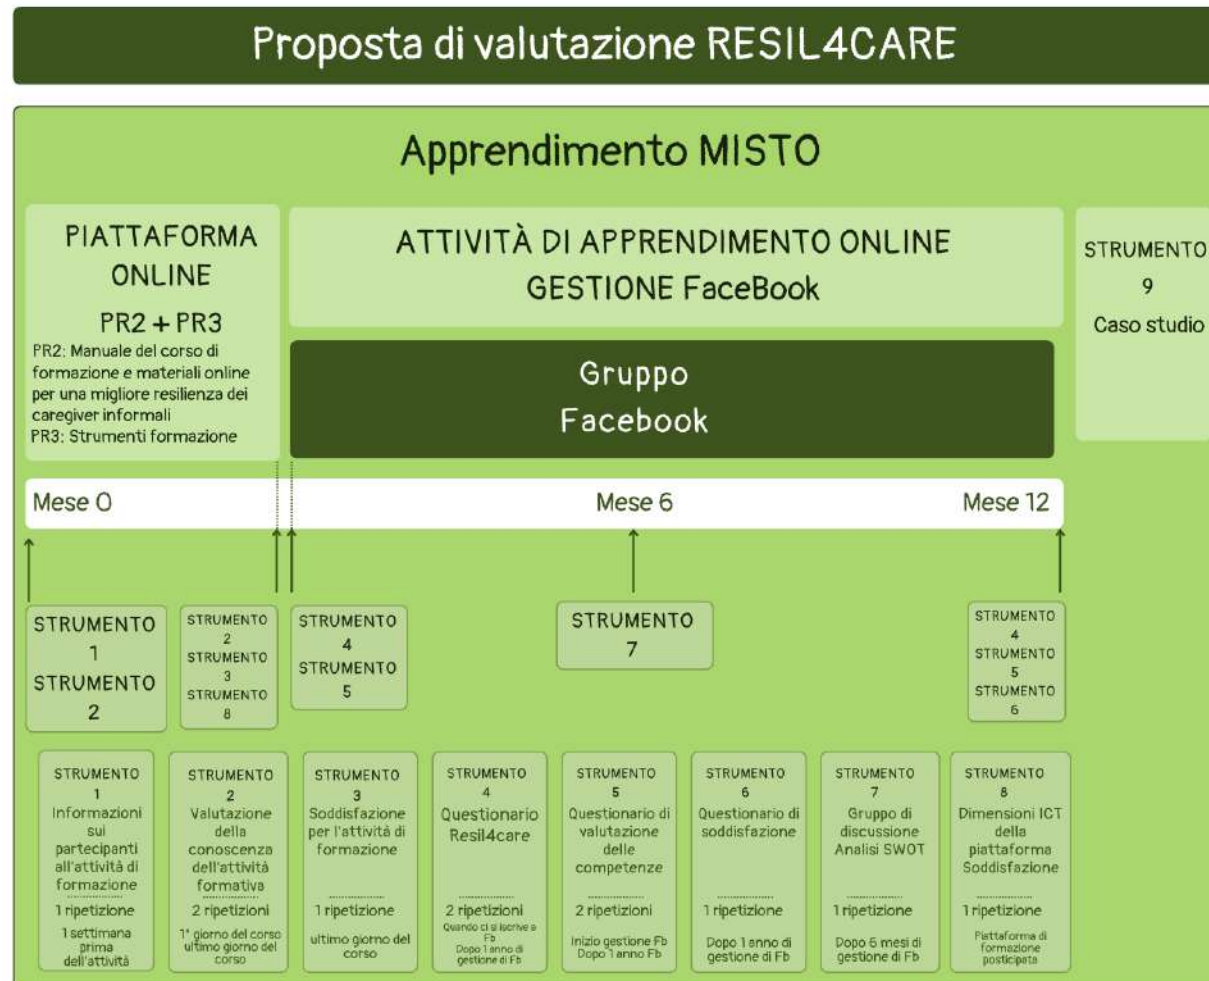 Proposta di valutazione RESIL4CARE
Apprendimento MISTO
PIATTAFORMA
ONLINE
PR2 + PR3
PR2: Manuale del corso di
formazione e materiali online
per una migliore resilienza dei
caregiver informali
PR3: Strumenti formazione
ATTIVITÀ DI APPRENDIMENTO ONLINE
GESTIONE FaceBook
Gruppo
Facebook
STRUMENTO
9
Caso studio
Mese 0
Mese 6
Mese 12
STRUMENTO
1
STRUMENTO
2
STRUMENTO
2
STRUMENTO
3
STRUMENTO
8
STRUMENTO
4
STRUMENTO
5
STRUMENTO
7
STRUMENTO
4
STRUMENTO
5
STRUMENTO
6
STRUMENTO
1
Informazioni
sui
partecipanti
all'attività di
formazione
1 ripetizione
1 settimana
prima
dell'attività
STRUMENTO
2
Valutazione
della
conoscenza
dell'attività
formativa
2 ripetizioni
1° giorno del corso
ultimo giorno del
corso
STRUMENTO
3
Soddisfazione
per l'attività di
formazione
1 ripetizione
ultimo giorno del
corso
STRUMENTO
4
Questionario
Resil4care
2 ripetizioni
Quando ci si iscrive a
Fb
Dopo 1 anno di
gestione di Fb
STRUMENTO
5
Questionario di
valutazione
delle
competenze
2 ripetizioni
Inizio gestione Fb
Dopo 1 anno Fb
STRUMENTO
6
Questionario di
soddisfazione
1 ripetizione
Dopo 1 anno di
gestione di Fb
STRUMENTO
7
Gruppo di
discussione
Analisi SWOT
1 ripetizione
Dopo 6 mesi di
gestione di Fb
STRUMENTO
8
Dimensioni ICT
della
piattaforma
Soddisfazione
1 ripetizione
Piattaforma di
formazione
posticipata